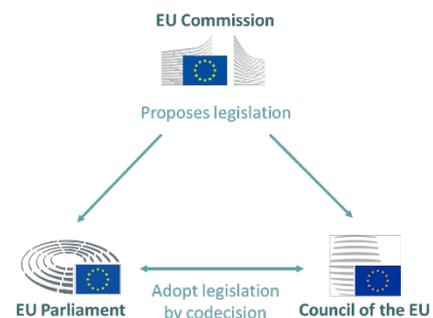 EU Commission
Proposes legislation
Adopt legislation
by codecision
EU Parliament
Council of the EU